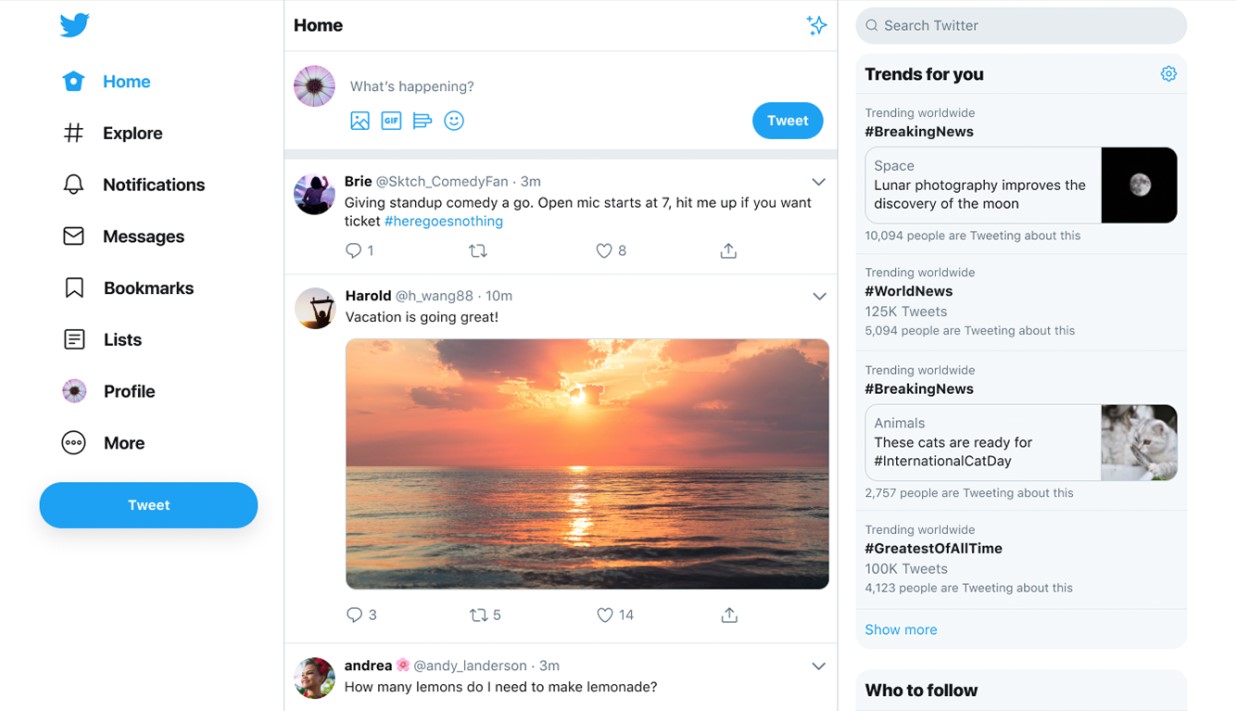 Home
Explore
Notifications
Messages
Bookmarks
Lists
Profile
More
Tweet
Home
What's happening?
GIF
Tweet
Brie @Sktch_ComedyFan · 3m
Giving standup comedy a go. Open mic starts at 7, hit me up if you want
ticket #heregoesnothing
1
8
Harold @h_wang88 · 10m
Vacation is going great!
3
5
14
andrea 🌸 @andy_landerson · 3m
How many lemons do I need to make lemonade?
Search Twitter
Trends for you
Trending worldwide
#BreakingNews
Space
Lunar photography improves the
discovery of the moon
10,094 people are Tweeting about this
Trending worldwide
#WorldNews
125K Tweets
5,094 people are Tweeting about this
Trending worldwide
#BreakingNews
Animals
These cats are ready for
#InternationalCatDay
2,757 people are Tweeting about this
Trending worldwide
#GreatestOfAllTime
100K Tweets
4,123 people are Tweeting about this
Show more
Who to follow